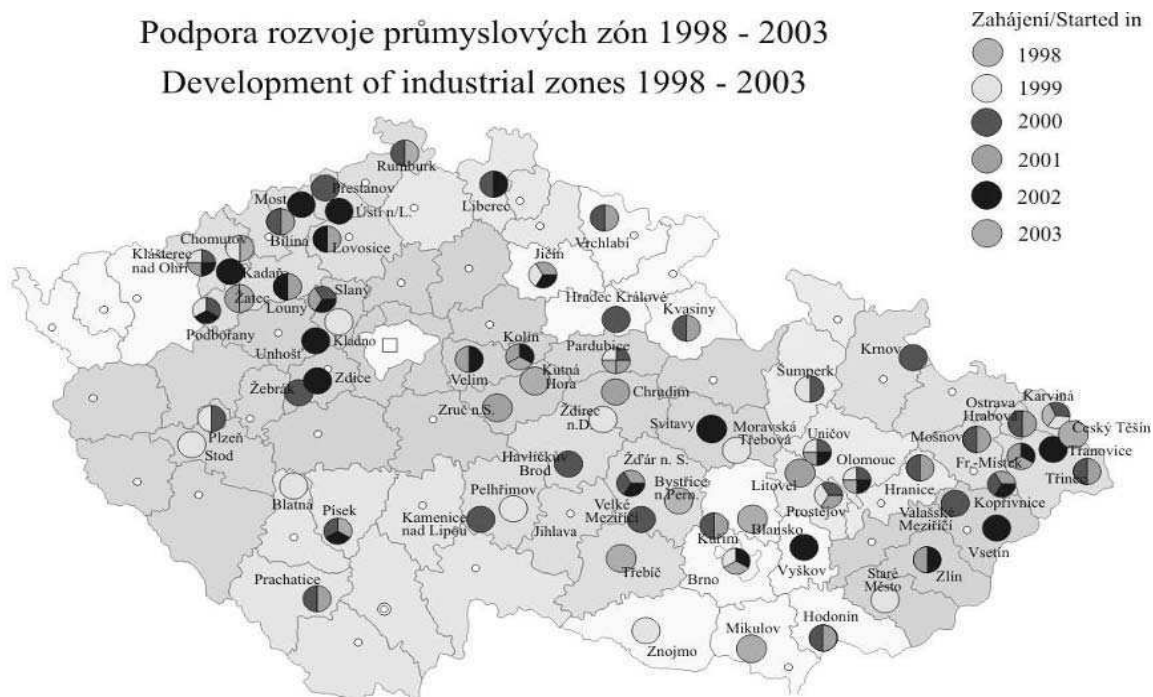 Podpora rozvoje průmyslových zón 1998 - 2003
Development of industrial zones 1998 - 2003
Zahájení/Started in
1998
1999
2000
2001
2002
2003
Rumburk
Přestanov
Most
Ústí n/L.
Liberec
Bílina
Lovosice
Vrchlabí
Chomutov
Klášterec
nad Ohří
Kadaň
Jičín
Žatec
Louny
Slaný
Hradec Králové
Kvasiny
Podbořany
Kladno
Unhošť
Kolín
Pardubice
Krnov
Velim
Kutná
Hora
Šumperk
Žebrák
Zdice
Chrudim
Zruč n.S.
Ždírec
n.D.
Plzeň
Stod
Svitavy
Moravská
Třebová
Uničov
Ostrava
Hrabová
Karviná
Český Těšín
Mošnov
Fr.-Místek
Třanovice
Třinec
Havlíčkův
Brod
Žďár n. S.
Bystřice
n.Pern.
Litovel
Olomouc
Hranice
Kopřivnice
Blatná
Pelhřimov
Prostějov
Valašské
Meziříčí
Písek
Kamenice
nad Lipou
Jihlava
Velké
Meziříčí
Kuřim
Blansko
Vyškov
Vsetín
Třebíč
Brno
Zlín
Prachatice
Staré
Město
Znojmo
Mikulov
Hodonín